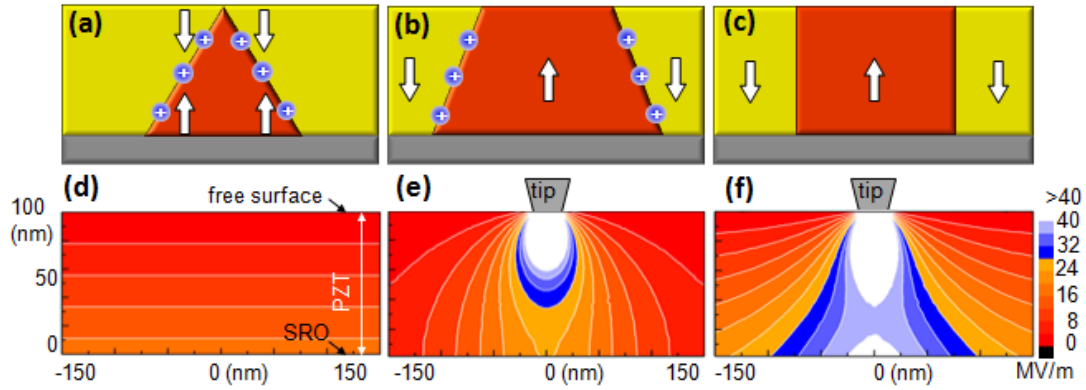 (a)
(b)
(c)
+ + + + + +
+ + + + + +
(d)
free surface
100
(nm)
50
0
PZT
SRO
-150 0 (nm) 150
(e)
tip
-150 0 (nm) 150
(f)
tip
-150 0 (nm) 150
>40
40
32
28
24
16
8
0
MV/m